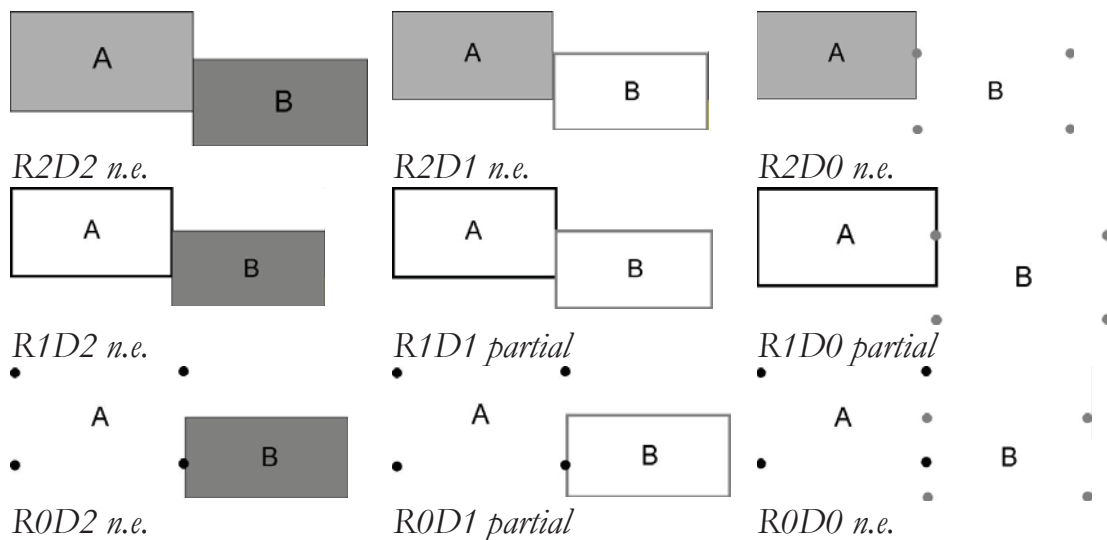 A B A B A B
R2D2 n.e. R2D1 n.e. R2D0 n.e.
A B A B A B
R1D2 n.e. R1D1 partial R1D0 partial
A B A B A B
R0D2 n.e. R0D1 partial R0D0 n.e.